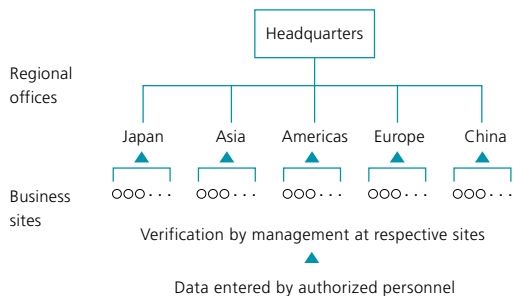 Headquarters
Regional
offices
Japan Asia Americas Europe China
Business
sites
Verification by management at respective sites
Data entered by authorized personnel